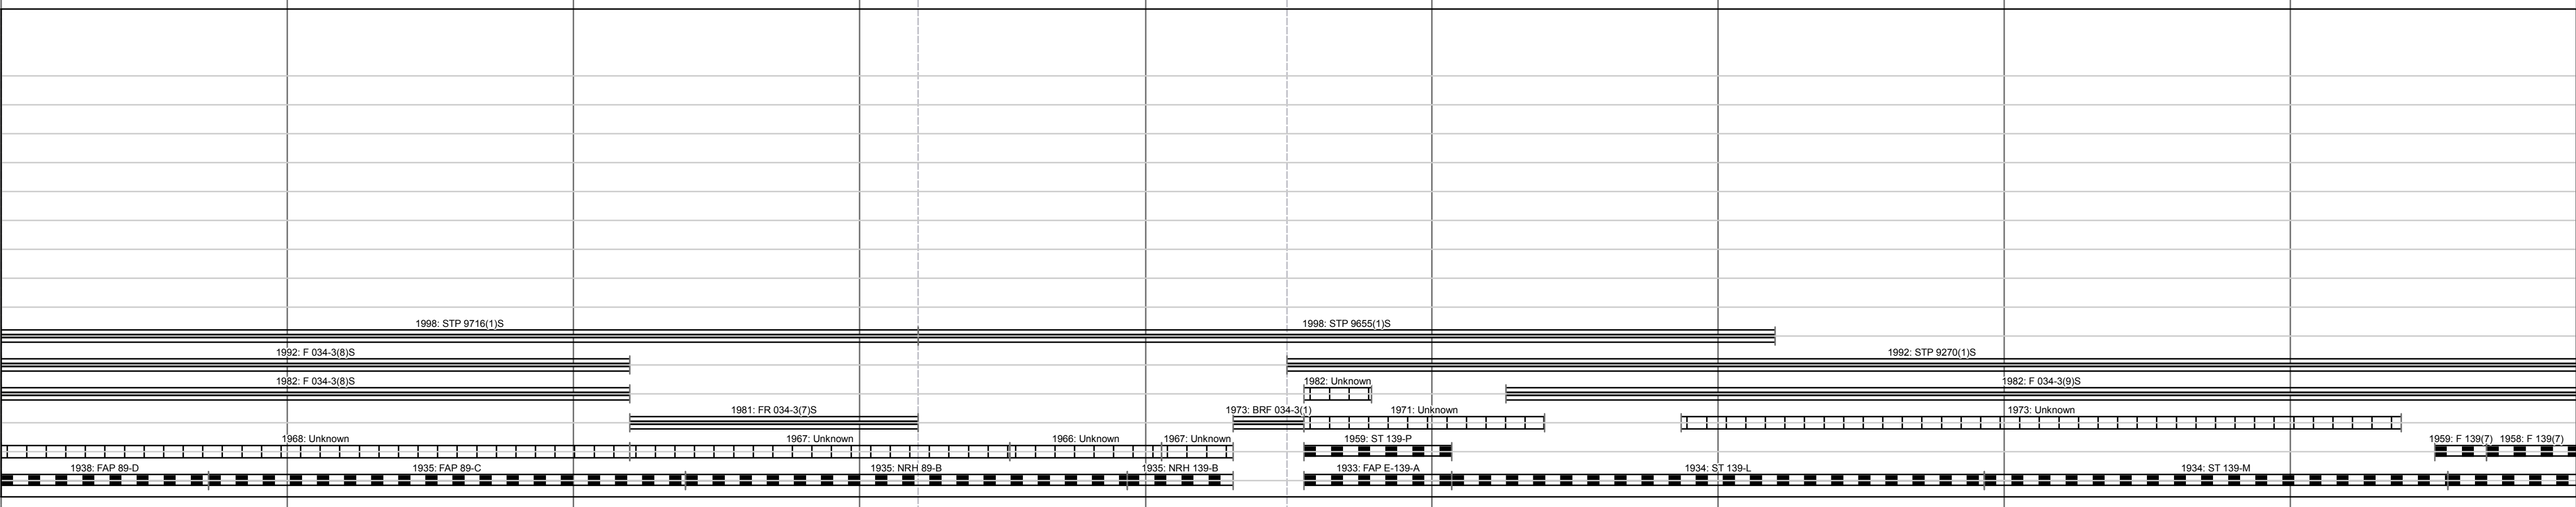 1998: STP 9716(1)S
1998: STP 9655(1)S
1992: F 034-3(8)S
1992: STP 9270(1)S
1982: F 034-3(8)S
1982: Unknown
1982: F 034-3(9)S
1981: FR 034-3(7)S
1973: BRF 034-3(1)
1971: Unknown
1973: Unknown
1968: Unknown
1967: Unknown
1966: Unknown
1967: Unknown
1959: ST 139-P
1959: F 139(7)
1958: F 139(7)
1938: FAP 89-D
1935: FAP 89-C
1935: NRH 89-B
1935: NRH 139-B
1933: FAP E-139-A
1934: ST 139-L
1934: ST 139-M